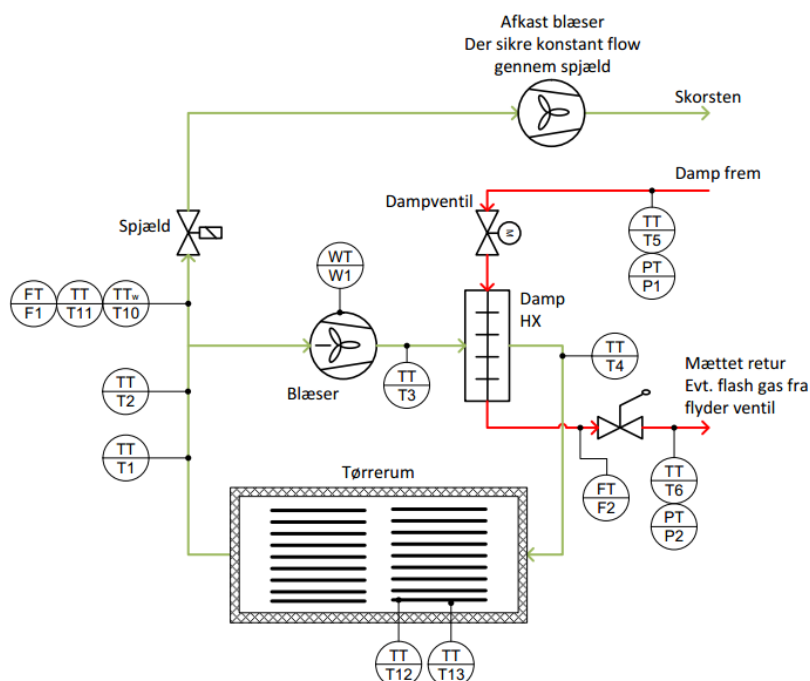 Afkast blæser
Der sikre konstant flow
gennem spjæld
Skorsten
Damp frem
Dampventil
TT
T5
PT
P1
M
Spjæld
WT
W1
FT
F1
TT
T11
TTw
T10
Damp
HX
TT
T4
Mættet retur
Evt. flash gas fra
flyder ventil
TT
T2
Blæser
TT
T3
TT
T1
Tørrerum
FT
F2
TT
T6
PT
P2
TT
T12
TT
T13